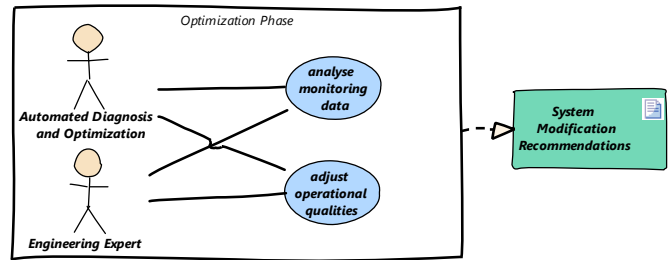 Optimization Phase
Automated Diagnosis
and Optimization
analyse
monitoring
data
System
Modification
Recommendations
adjust
operational
qualities
Engineering Expert